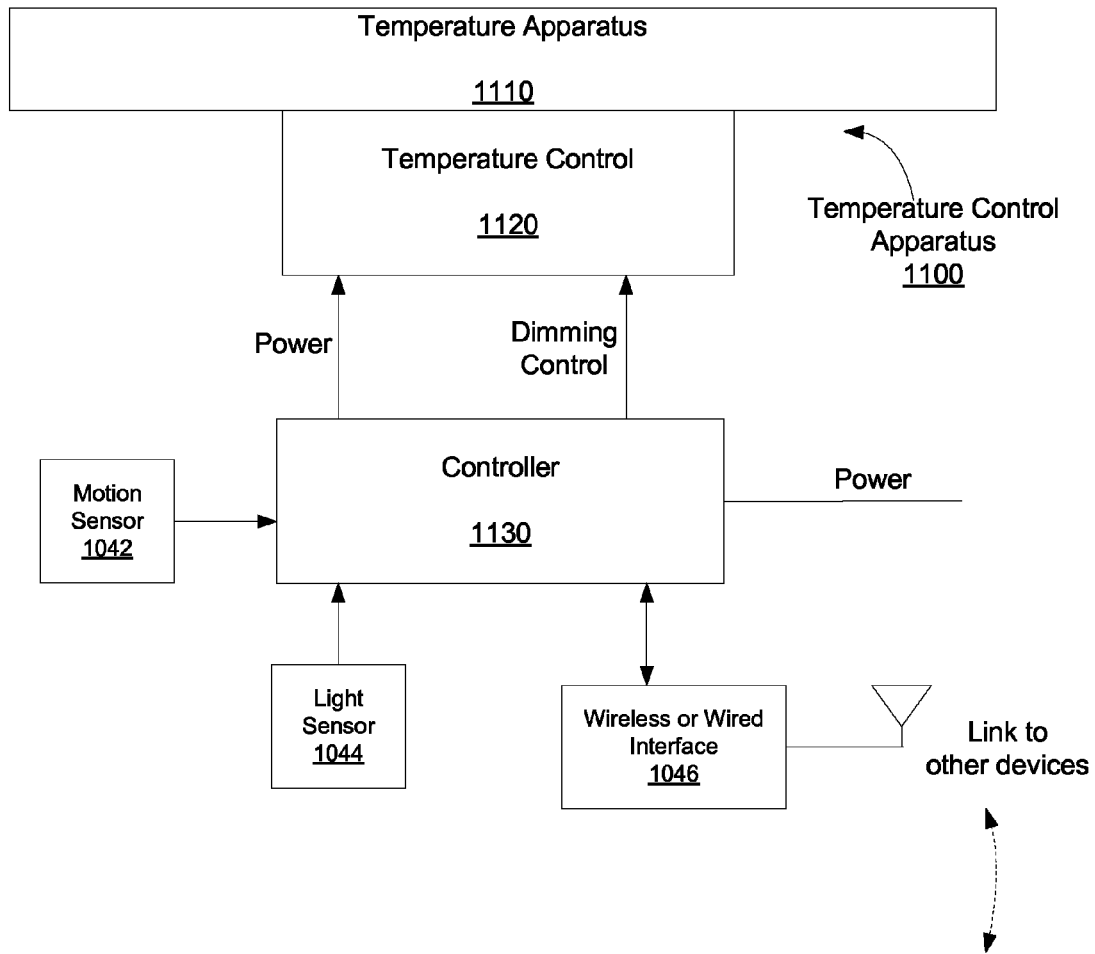 Temperature Apparatus
1110
Temperature Control
1120
Temperature Control
Apparatus
1100
Power
Dimming
Control
Controller
1130
Power
Motion
Sensor
1042
Light
Sensor
1044
Wireless or Wired
Interface
1046
Link to
other devices